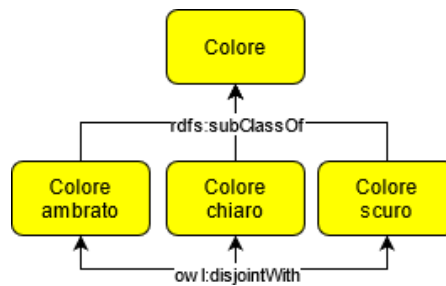 Colore
rdfs:subClassOf
Colore
ambrato
Colore
chiaro
Colore
scuro
owl:disjointWith